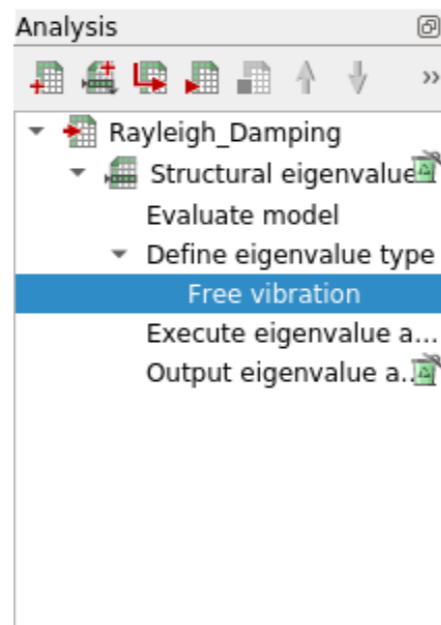 Analysis
»
Rayleigh_Damping
Structural eigenvalue
Evaluate model
Define eigenvalue type
Free vibration
Execute eigenvalue a...
Output eigenvalue a..